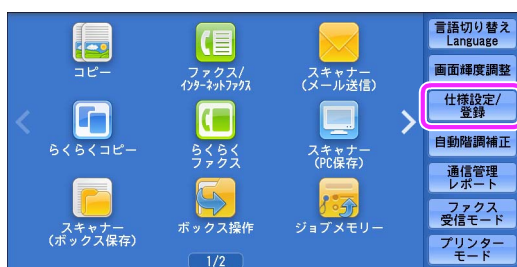 コピー
ファクス/
インターネットファクス
スキャナー
(メール送信)
らくらくコピー
らくらく
ファクス
スキャナー
(PC保存)
スキャナー
(ボックス保存)
ボックス操作
ジョブメモリー
1/2
言語切り替え
Language
画面輝度調整
仕様設定/
登録
自動階調補正
通信管理
レポート
ファクス
受信モード
プリンター
モード